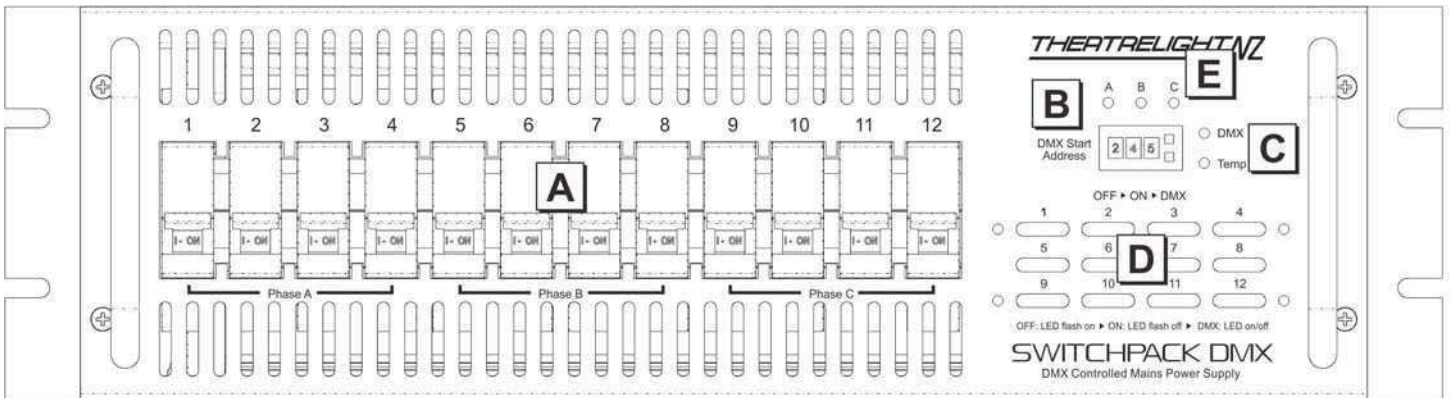 THEATRELIGHT NZ
E
A B C
B
DMX Start
Address
2 4 5
DMX
C
Temp
1 2 3 4 5 6 7 8 9 10 11 12
A
I - ON I - ON I - ON I - ON I - ON I - ON I - ON I - ON I - ON I - ON I - ON I - ON
Phase A Phase B Phase C
OFF ▸ ON ▸ DMX
1 2 3 4
5 6 7 8
D
9 10 11 12
OFF: LED flash on ▸ ON: LED flash off ▸ DMX: LED on/off
SWITCHPACK DMX
DMX Controlled Mains Power Supply